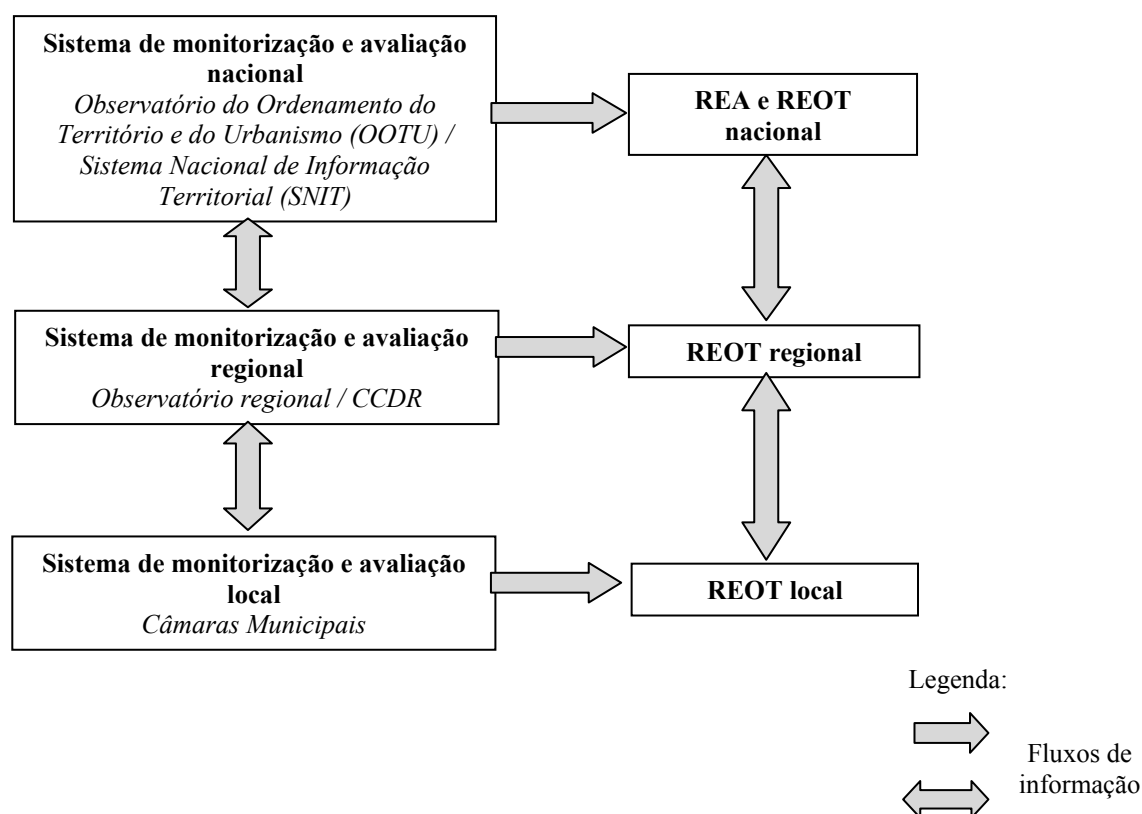 Sistema de monitorização e avaliação
nacional
Observatório do Ordenamento do
Território e do Urbanismo (OOTU) /
Sistema Nacional de Informação
Territorial (SNIT)
REA e REOT
nacional
Sistema de monitorização e avaliação
regional
Observatório regional / CCDR
REOT regional
Sistema de monitorização e avaliação
local
Câmaras Municipais
REOT local
Legenda:
Fluxos de
informação